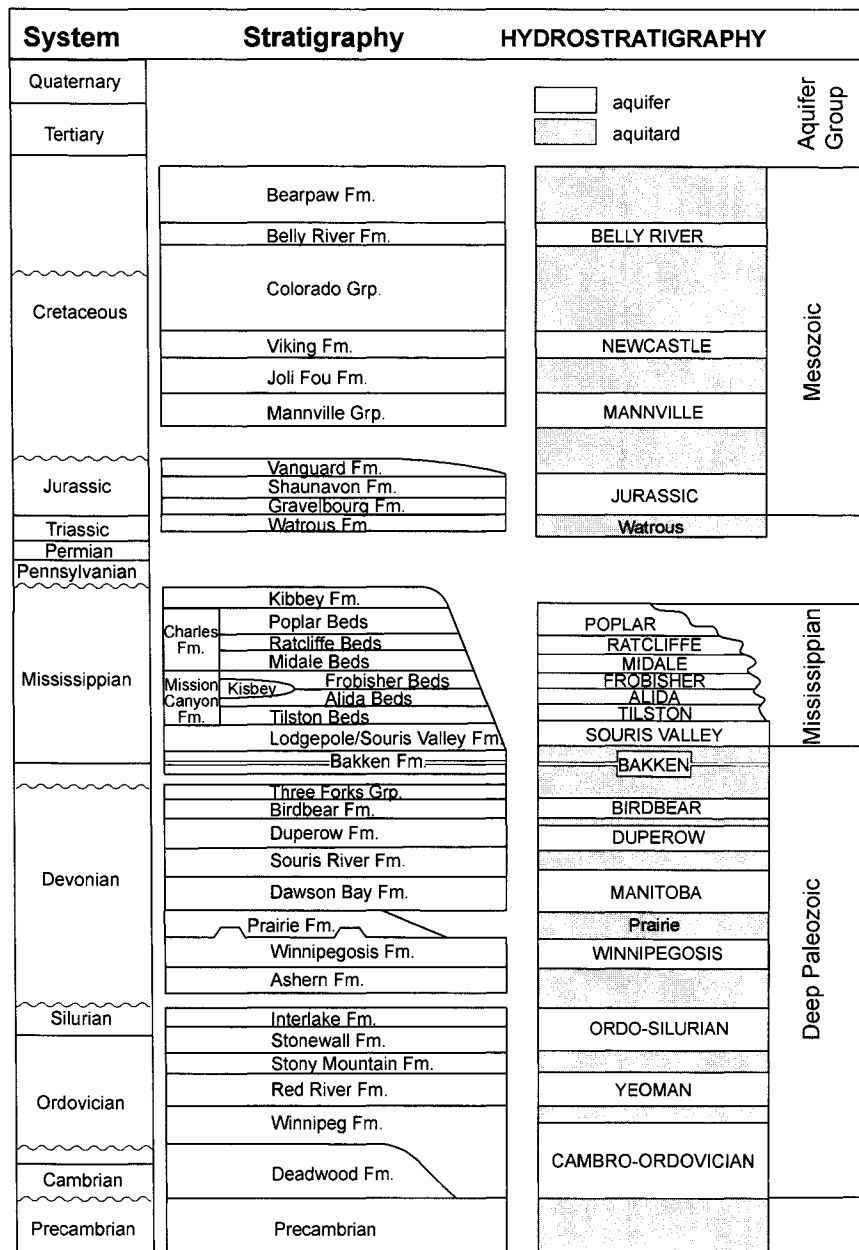 System
Stratigraphy
HYDROSTRATIGRAPHY
Quaternary
Tertiary
Cretaceous
Jurassic
Triassic
Permian
Pennsylvanian
Mississippian
Devonian
Silurian
Ordovician
Cambrian
Precambrian
Bearpaw Fm.
Belly River Fm.
Colorado Grp.
Viking Fm.
Joli Fou Fm.
Mannville Grp.
Vanguard Fm.
Shaunavon Fm.
Gravelbourg Fm.
Watrous Fm.
Kibbey Fm.
Charles
Fm.
Poplar Beds
Ratcliffe Beds
Midale Beds
Mission
Canyon
Fm.
Kisbey
Frobisher Beds
Alida Beds
Tilston Beds
Lodgepole/Souris Valley Fm.
Bakken Fm.
Three Forks Grp.
Birdbear Fm.
Duperow Fm.
Souris River Fm.
Dawson Bay Fm.
Prairie Fm.
Winnipegosis Fm.
Ashern Fm.
Interlake Fm.
Stonewall Fm.
Stony Mountain Fm.
Red River Fm.
Winnipeg Fm.
Deadwood Fm.
Precambrian
aquifer
aquitard
BELLY RIVER
NEWCASTLE
MANNVILLE
JURASSIC
Watrous
POPLAR
RATCLIFFE
MIDALE
FROBISHER
ALIDA
TILSTON
SOURIS VALLEY
BAKKEN
BIRDBEAR
DUPEROW
MANITOBA
Prairie
WINNIPEGOSIS
ORDO-SILURIAN
YEOMAN
CAMBRO-ORDOVICIAN
Aquifer
Group
Mesozoic
Mississippian
Deep Paleozoic